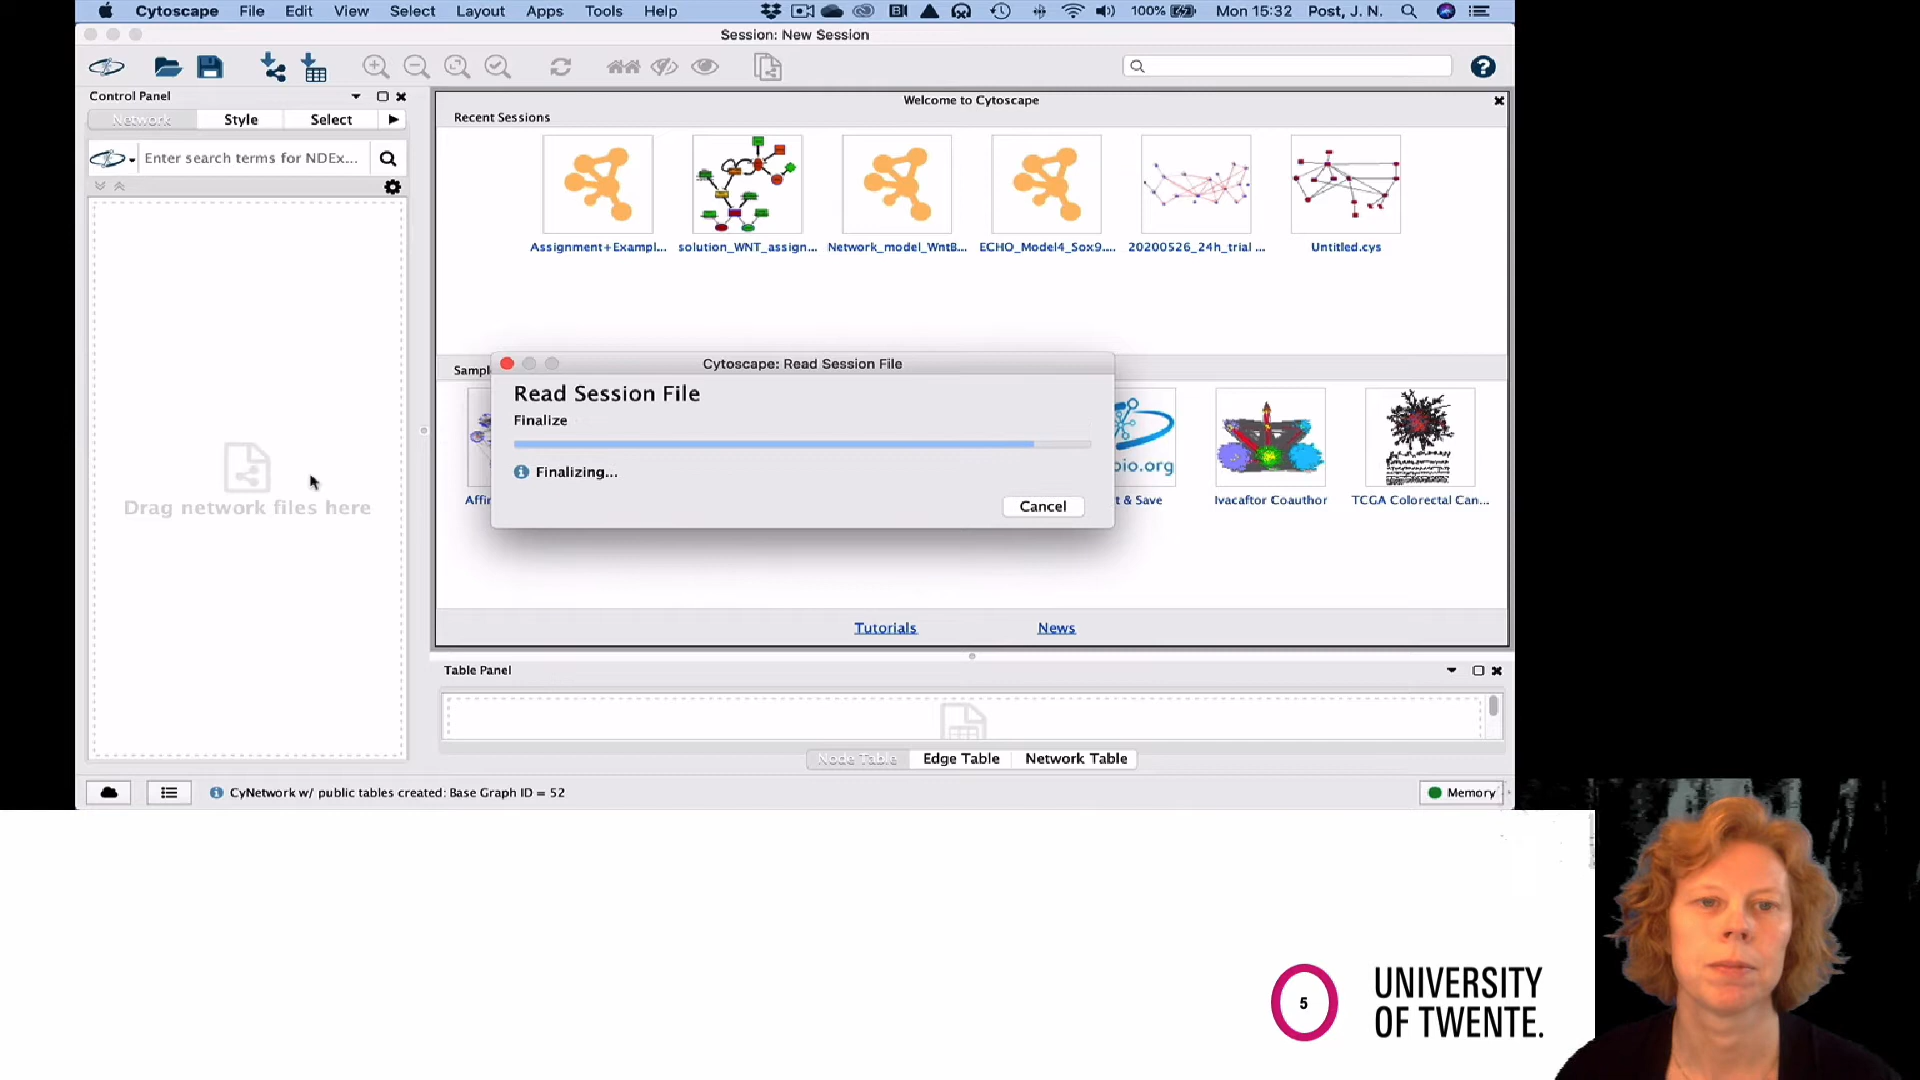 Cytoscape File Edit View Select Layout Apps Tools Help 100% Mon 15:32 Post, J. N.
Session: New Session
Control Panel
Network Style Select
Enter search terms for NDEx...
Drag network files here
Welcome to Cytoscape
Recent Sessions
Assignment+Exampl... solution_WNT_assign... Network_model_WntB... ECHO_Model4_Sox9.... 20200526_24h_trial ... Untitled.cys
Sampl
Cytoscape: Read Session File
Read Session File
Finalize
Finalizing...
Cancel
bio.org
Affin
t & Save
Ivacaftor Coauthor
TCGA Colorectal Can...
Tutorials News
Table Panel
Node Table Edge Table Network Table
CyNetwork w/ public tables created: Base Graph ID = 52
Memory
5
UNIVERSITY
OF TWENTE.